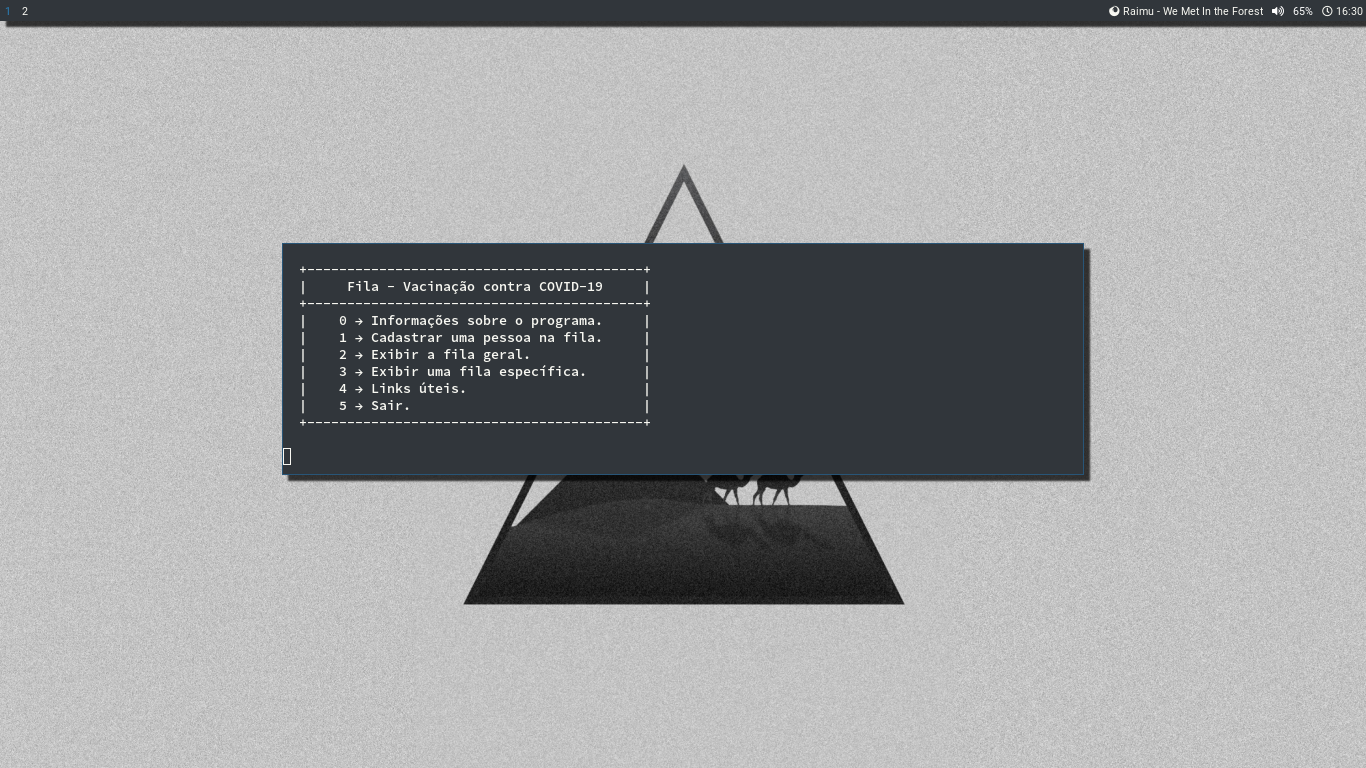 1 2 Raimu - We Met In the Forest 65% 16:30
+------------------------------------------+
| Fila - Vacinação contra COVID-19 |
+------------------------------------------+
| 0 → Informações sobre o programa. |
| 1 → Cadastrar uma pessoa na fila. |
| 2 → Exibir a fila geral. |
| 3 → Exibir uma fila específica. |
| 4 → Links úteis. |
| 5 → Sair. |
+------------------------------------------+